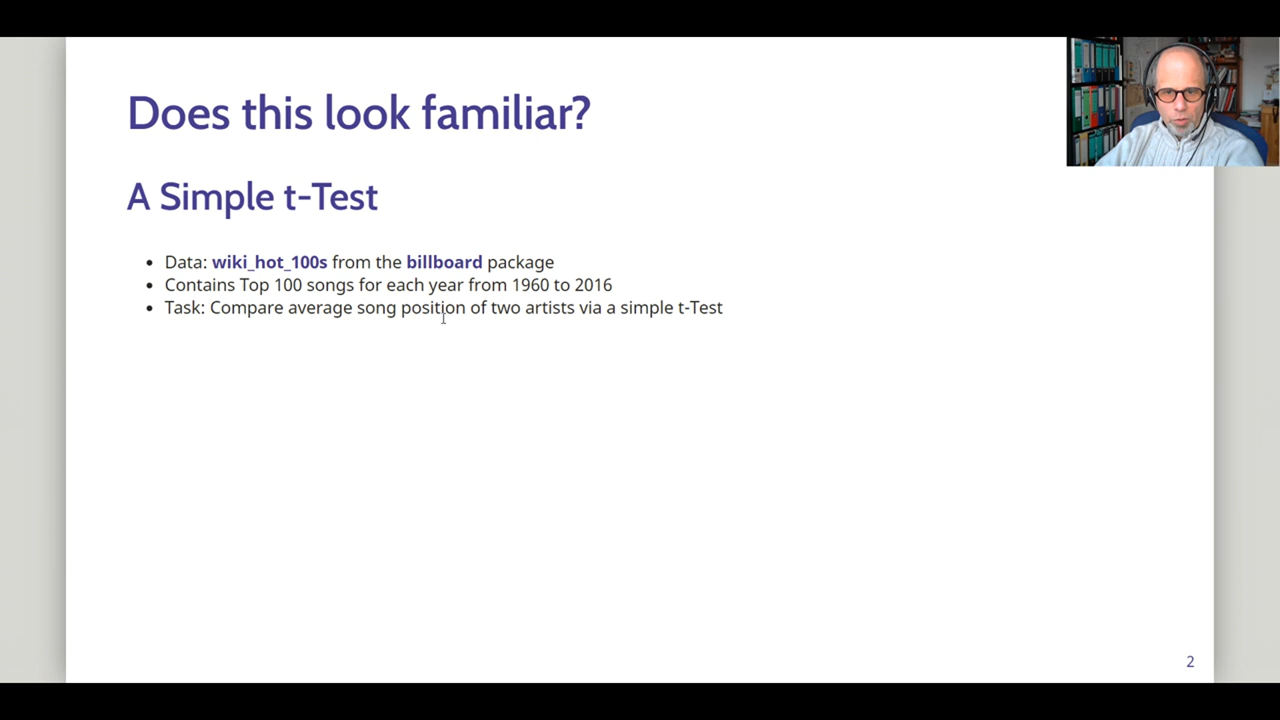 Does this look familiar?
A Simple t-Test
Data: wiki_hot_100s from the billboard package
Contains Top 100 songs for each year from 1960 to 2016
Task: Compare average song position of two artists via a simple t-Test
2